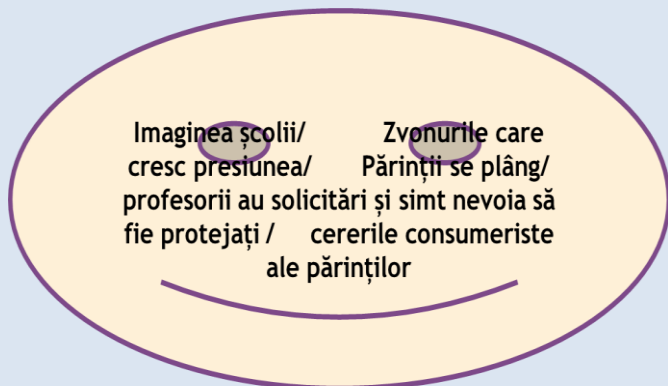 Imaginea școlii/ Zvonurile care
cresc presiunea/ Părinții se plâng/
profesorii au solicitări și simt nevoia să
fie protejați / cererile consumeriste
ale părinților